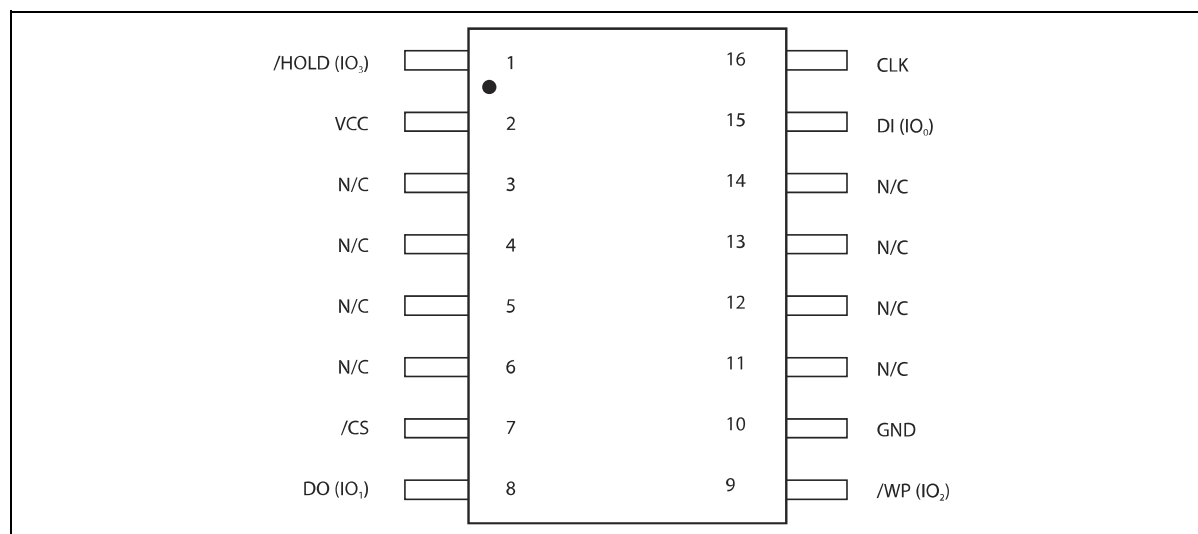 /HOLD (IO₃) 1 16 CLK
VCC 2 15 DI (IO₀)
N/C 3 14 N/C
N/C 4 13 N/C
N/C 5 12 N/C
N/C 6 11 N/C
/CS 7 10 GND
DO (IO₁) 8 9 /WP (IO₂)